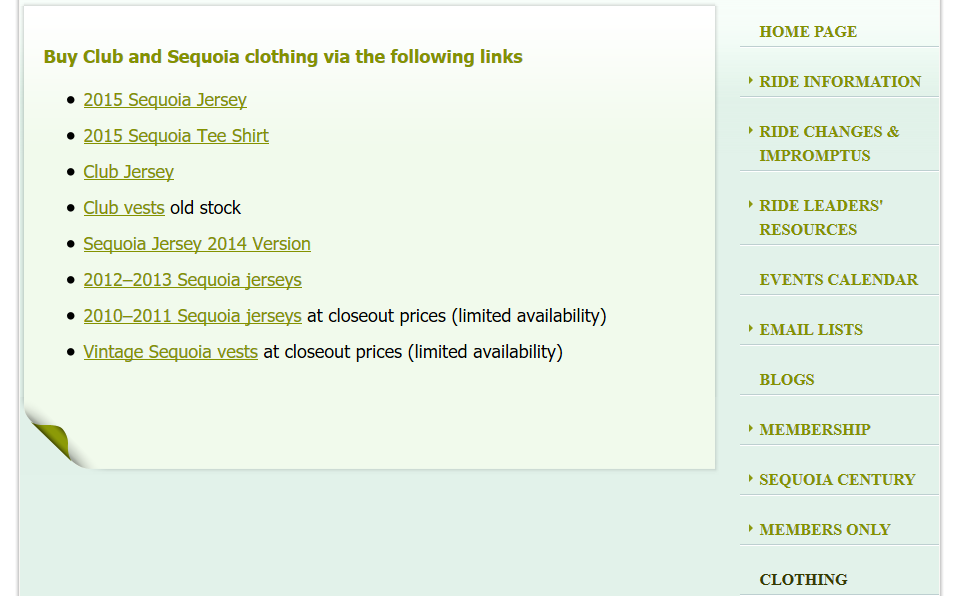 Buy Club and Sequoia clothing via the following links
2015 Sequoia Jersey
2015 Sequoia Tee Shirt
Club Jersey
Club vests old stock
Sequoia Jersey 2014 Version
2012–2013 Sequoia jerseys
2010–2011 Sequoia jerseys at closeout prices (limited availability)
Vintage Sequoia vests at closeout prices (limited availability)
HOME PAGE
RIDE INFORMATION
RIDE CHANGES &
IMPROMPTUS
RIDE LEADERS'
RESOURCES
EVENTS CALENDAR
EMAIL LISTS
BLOGS
MEMBERSHIP
SEQUOIA CENTURY
MEMBERS ONLY
CLOTHING